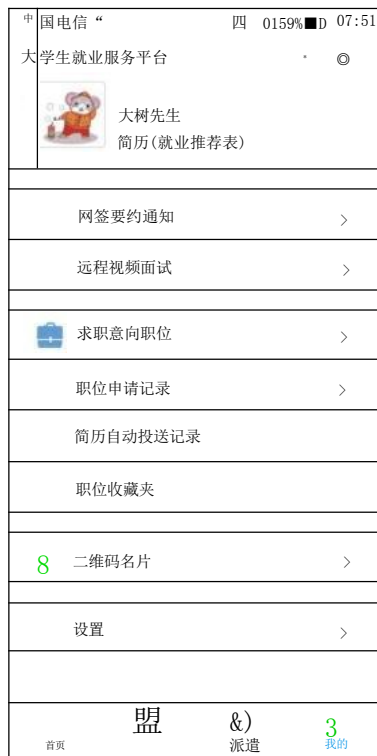 中国电信“ 四 0159%■D 07:51
大学生就业服务平台 " ◎
大树先生
简历(就业推荐表)
网签要约通知 >
远程视频面试 >
求职意向职位 >
职位申请记录 >
简历自动投送记录
职位收藏夹
8 二维码名片 >
设置 >
盟 &) 3
首页 派遣 我的